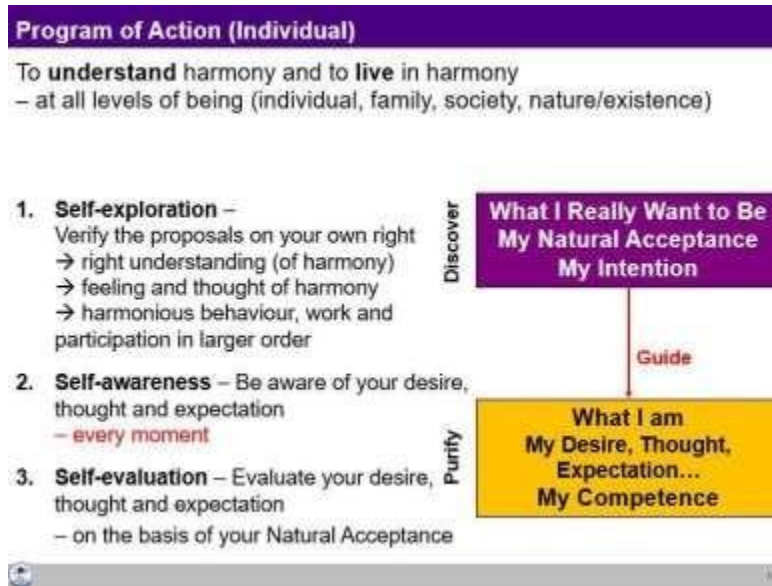 Program of Action (Individual)
To understand harmony and to live in harmony
– at all levels of being (individual, family, society, nature/existence)
1. Self-exploration –
Verify the proposals on your own right
→ right understanding (of harmony)
→ feeling and thought of harmony
→ harmonious behaviour, work and
participation in larger order
2. Self-awareness – Be aware of your desire,
thought and expectation
– every moment
3. Self-evaluation – Evaluate your desire,
thought and expectation
– on the basis of your Natural Acceptance
Discover
What I Really Want to Be
My Natural Acceptance
My Intention
Guide
Purify
What I am
My Desire, Thought,
Expectation...
My Competence